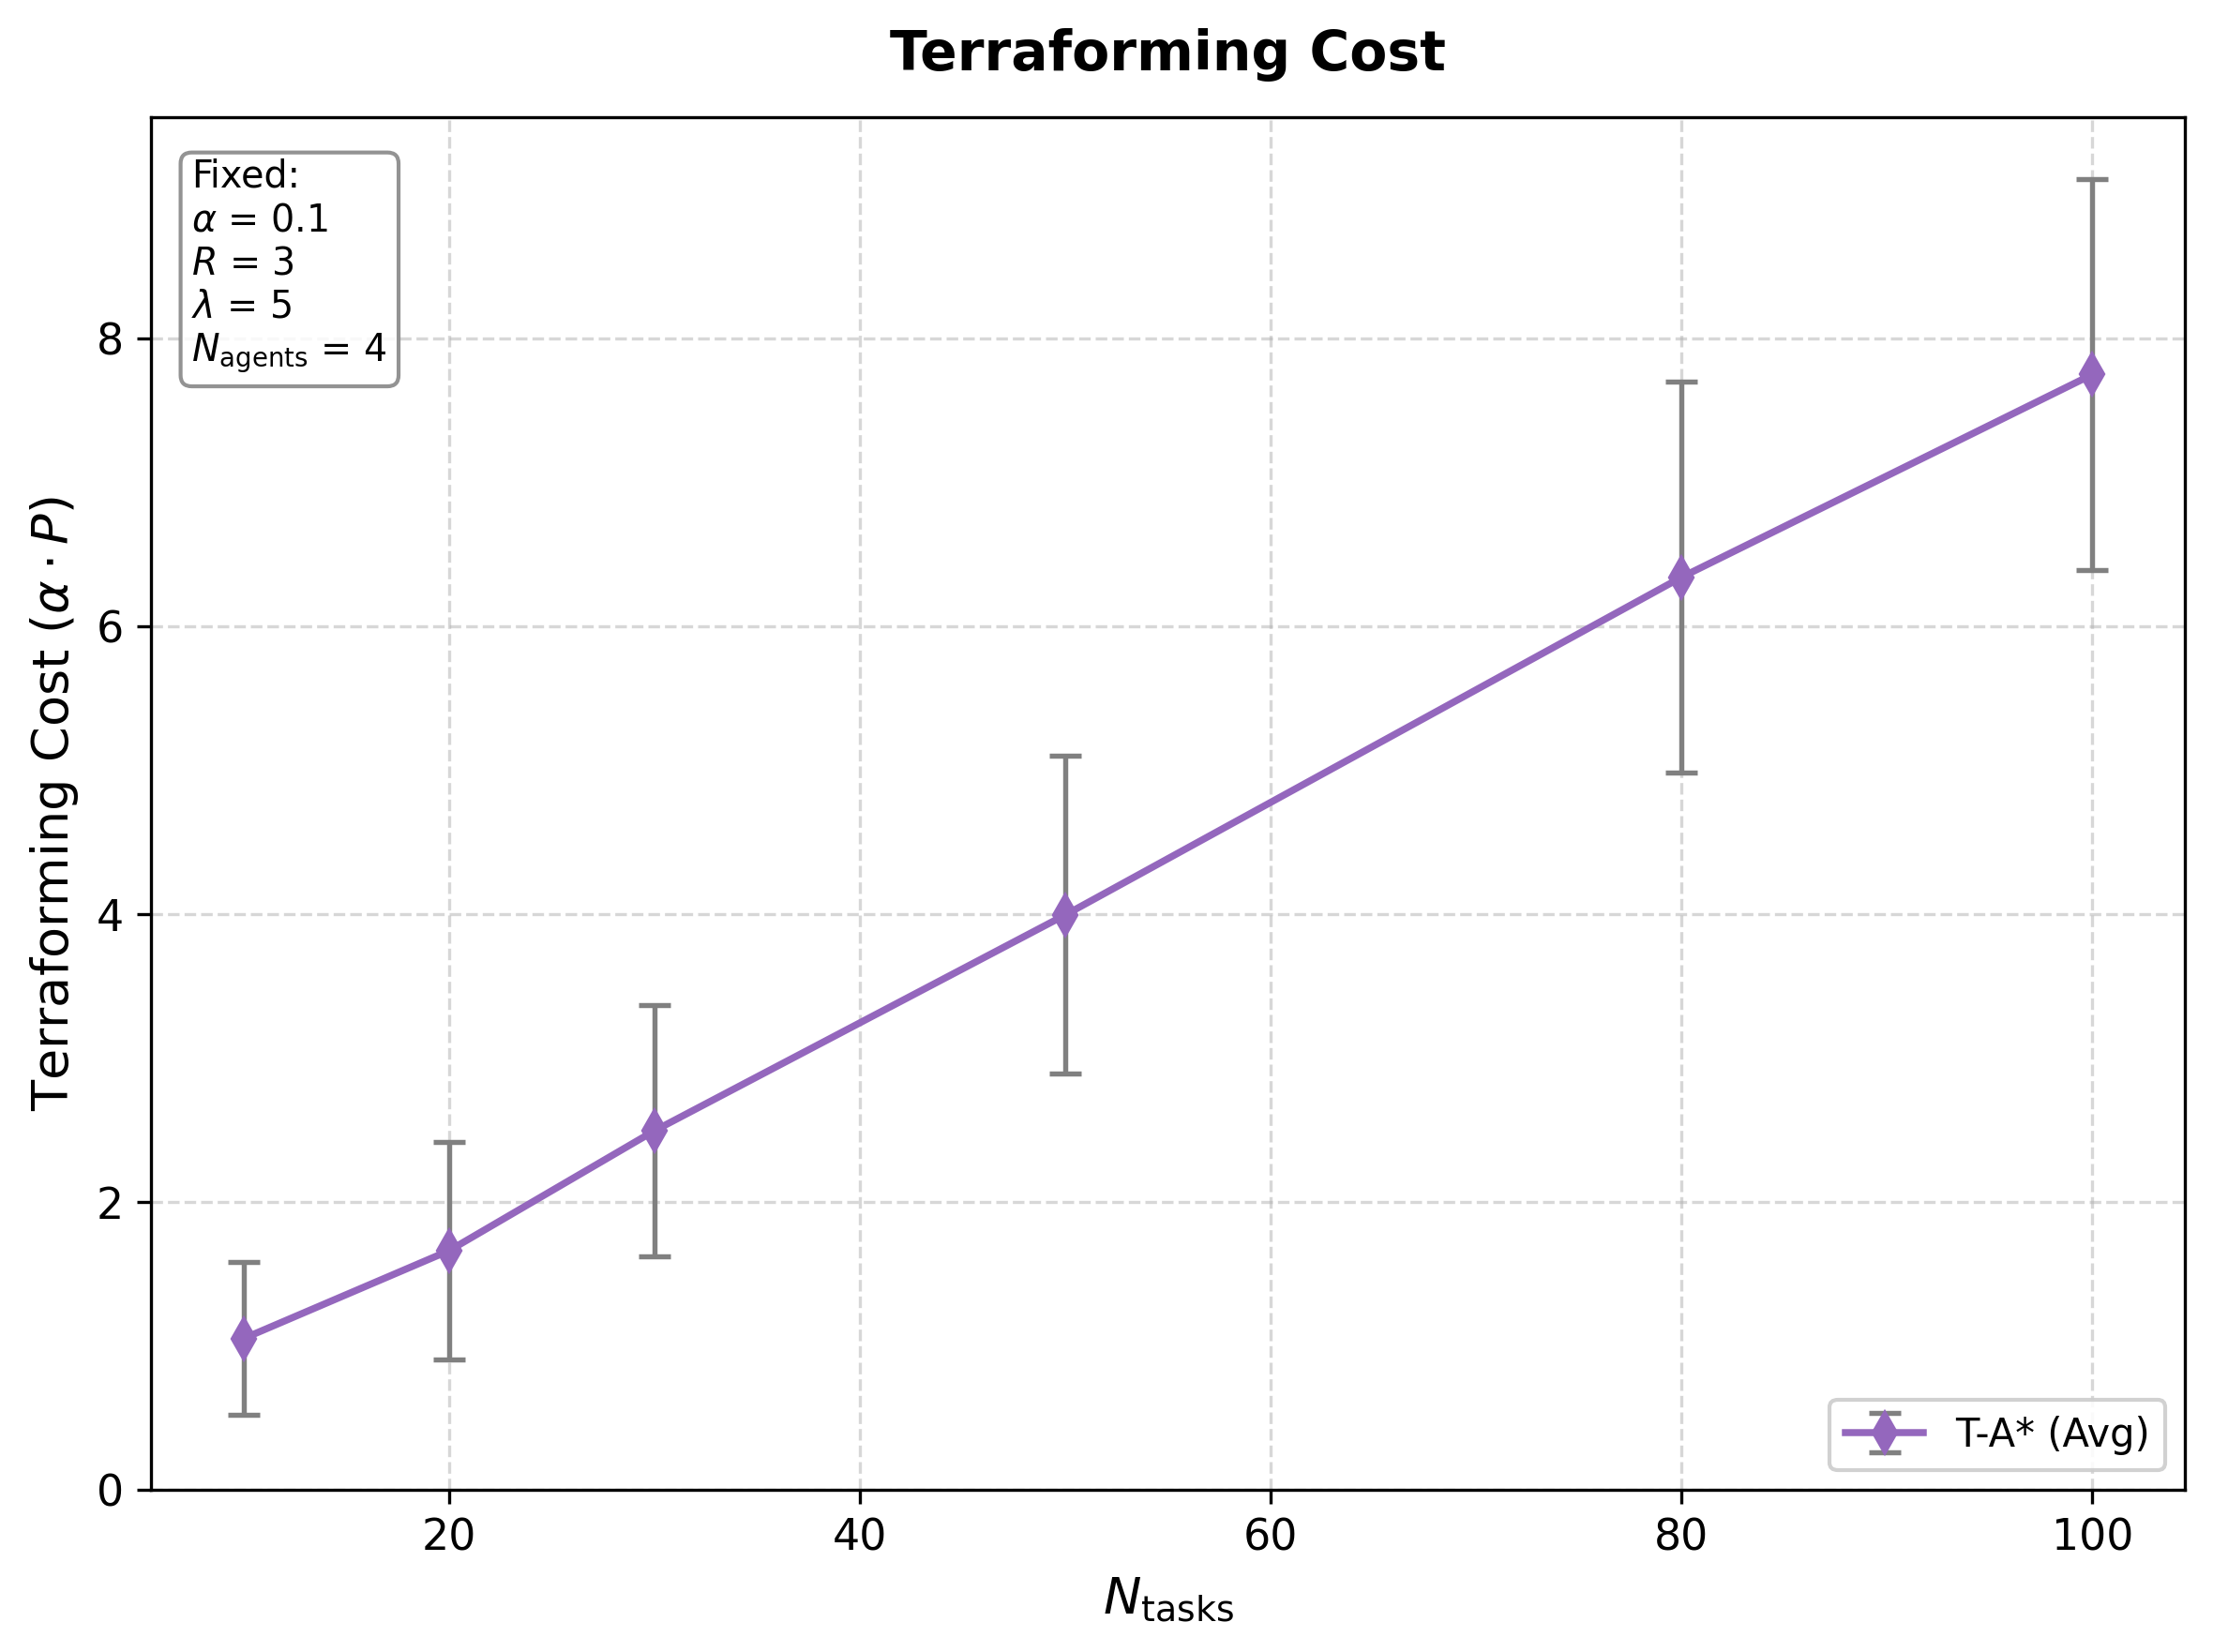 Terraforming Cost
Fixed:
α = 0.1
R = 3
λ = 5
N_agents = 4
Terraforming Cost (α · P)
8
6
4
2
0
20 40 60 80 100
N_tasks
T-A* (Avg)